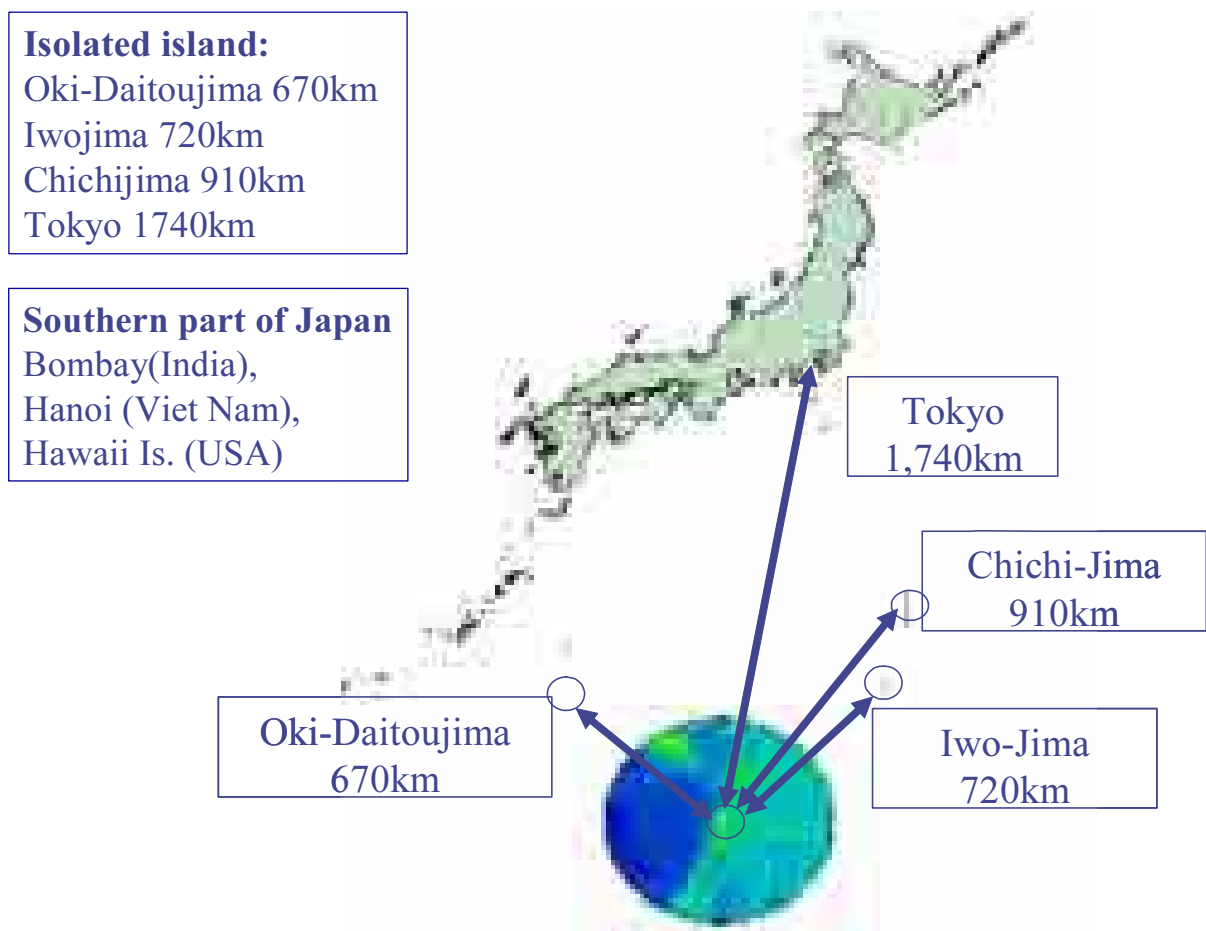 Isolated island:
Oki-Daitoujima 670km
Iwojima 720km
Chichijima 910km
Tokyo 1740km
Southern part of Japan
Bombay(India),
Hanoi (Viet Nam),
Hawaii Is. (USA)
Tokyo
1,740km
Chichi-Jima
910km
Oki-Daitoujima
670km
Iwo-Jima
720km